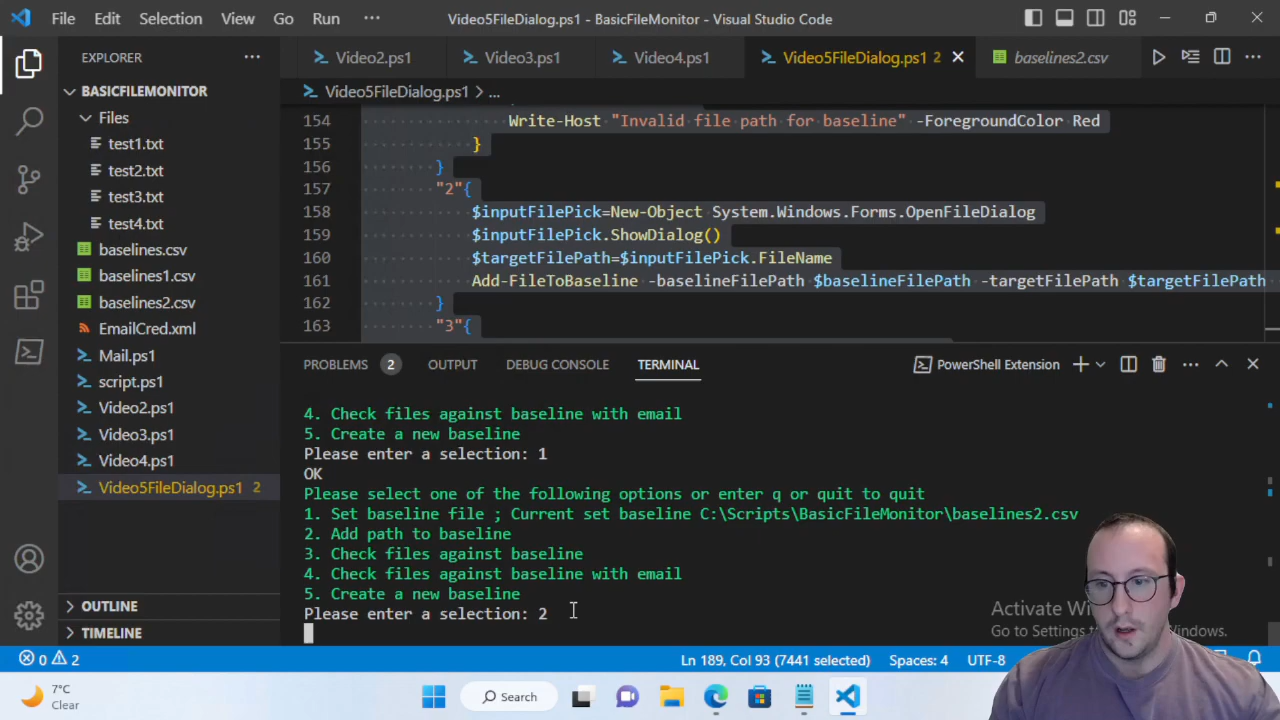 File Edit Selection View Go Run ··· Video5FileDialog.ps1 - BasicFileMonitor - Visual Studio Code
EXPLORER ···
Video2.ps1 Video3.ps1 Video4.ps1 Video5FileDialog.ps1 2 baselines2.csv
BASICFILEMONITOR
Video5FileDialog.ps1 > ...
Files
test1.txt
test2.txt
test3.txt
test4.txt
baselines.csv
baselines1.csv
baselines2.csv
EmailCred.xml
Mail.ps1
script.ps1
Video2.ps1
Video3.ps1
Video4.ps1
Video5FileDialog.ps1 2
OUTLINE
TIMELINE
154 Write-Host "Invalid file path for baseline" -ForegroundColor Red
155 }
156 }
157 "2"{
158 $inputFilePick=New-Object System.Windows.Forms.OpenFileDialog
159 $inputFilePick.ShowDialog()
160 $targetFilePath=$inputFilePick.FileName
161 Add-FileToBaseline -baselineFilePath $baselineFilePath -targetFilePath $targetFilePath
162 }
163 "3"{
PROBLEMS 2 OUTPUT DEBUG CONSOLE TERMINAL PowerShell Extension
4. Check files against baseline with email
5. Create a new baseline
Please enter a selection: 1
OK
Please select one of the following options or enter q or quit to quit
1. Set baseline file ; Current set baseline C:\Scripts\BasicFileMonitor\baselines2.csv
2. Add path to baseline
3. Check files against baseline
4. Check files against baseline with email
5. Create a new baseline
Please enter a selection: 2
Activate Wi
Go to Settings ndows.
0 2 Ln 189, Col 93 (7441 selected) Spaces: 4 UTF-8
7°C
Clear
Search